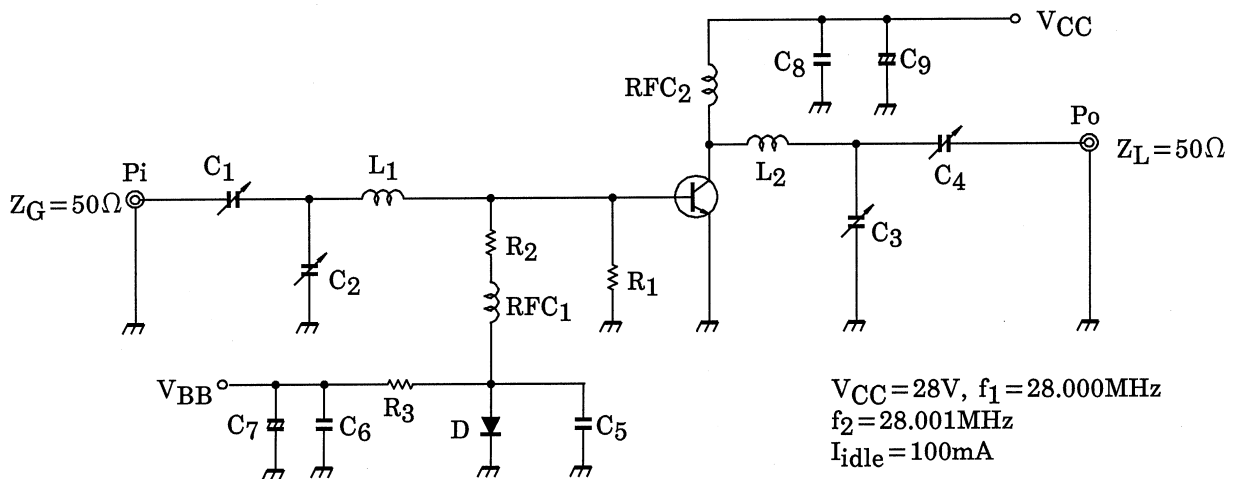 VCC
C8
C9
RFC2
Po
ZL=50Ω
L2
C4
C3
Pi
ZG=50Ω
C1
L1
C2
R2
RFC1
R1
VBB
R3
C7
C6
D
C5
VCC=28V, f1=28.000MHz
f2=28.001MHz
Iidle=100mA